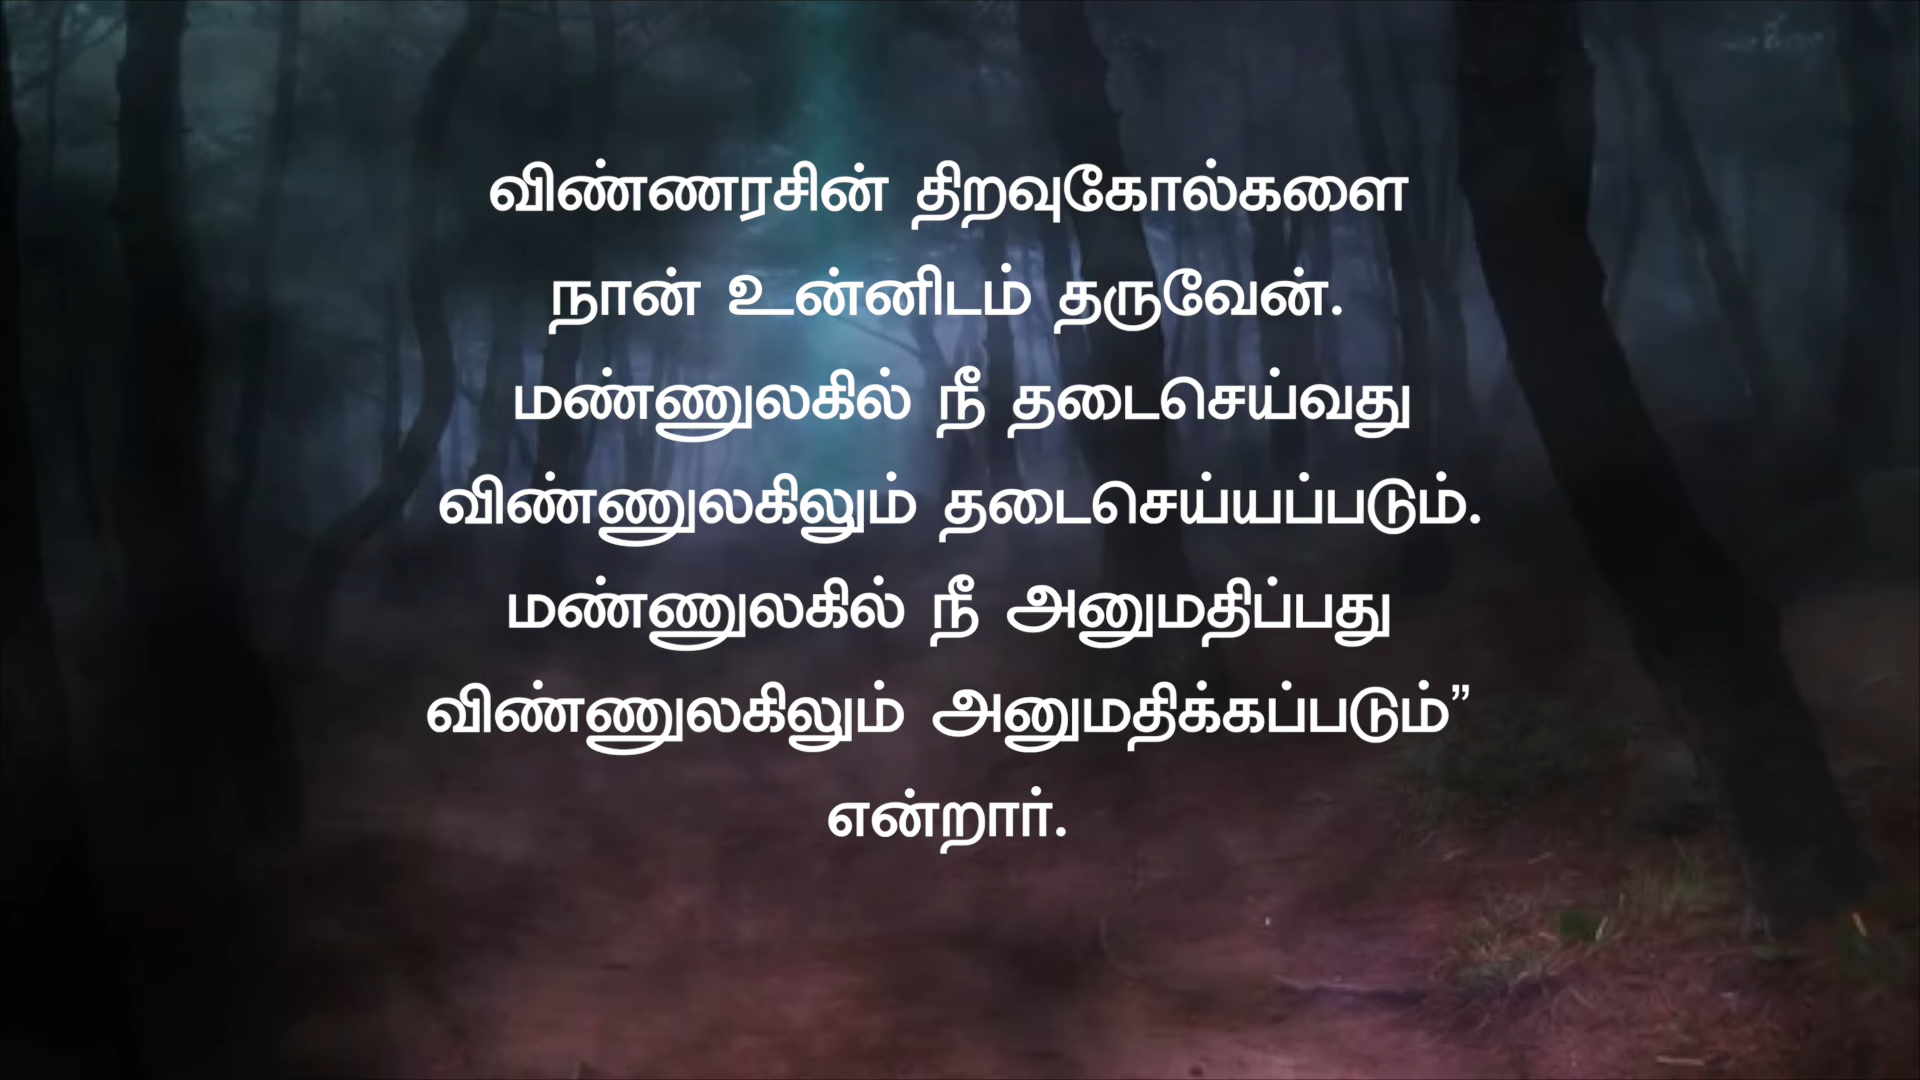 விண்ணரசின் திறவுகோல்களை
நான் உன்னிடம் தருவேன்.
மண்ணுலகில் நீ தடைசெய்வது
விண்ணுலகிலும் தடைசெய்யப்படும்.
மண்ணுலகில் நீ அனுமதிப்பது
விண்ணுலகிலும் அனுமதிக்கப்படும்”
என்றார்.